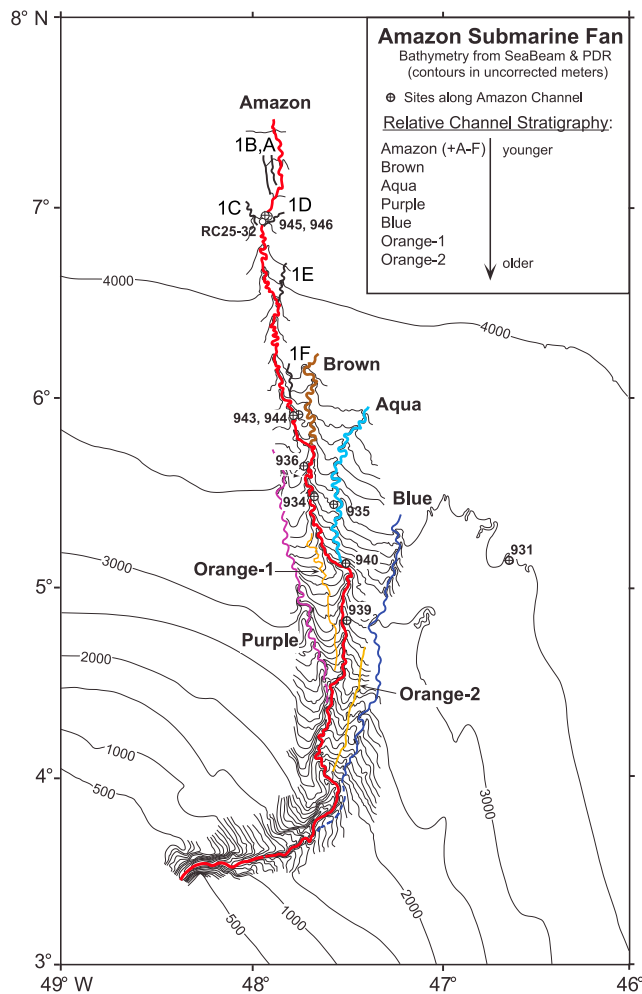 8° N
Amazon Submarine Fan
Bathymetry from SeaBeam & PDR
(contours in uncorrected meters)
Sites along Amazon Channel
Relative Channel Stratigraphy:
Amazon (+A-F) younger
Brown
Aqua
Purple
Blue
Orange-1
Orange-2
older
Amazon
1B,A
7°
1C
1D
RC25-32
945, 946
1E
4000
4000
1F
Brown
6°
Aqua
943, 944
936
934
935
Blue
931
940
3000
5°
Orange-1
939
Purple
2000
Orange-2
1000
4°
500
3000
2000
1000
500
3°
49° W
48°
47°
46°